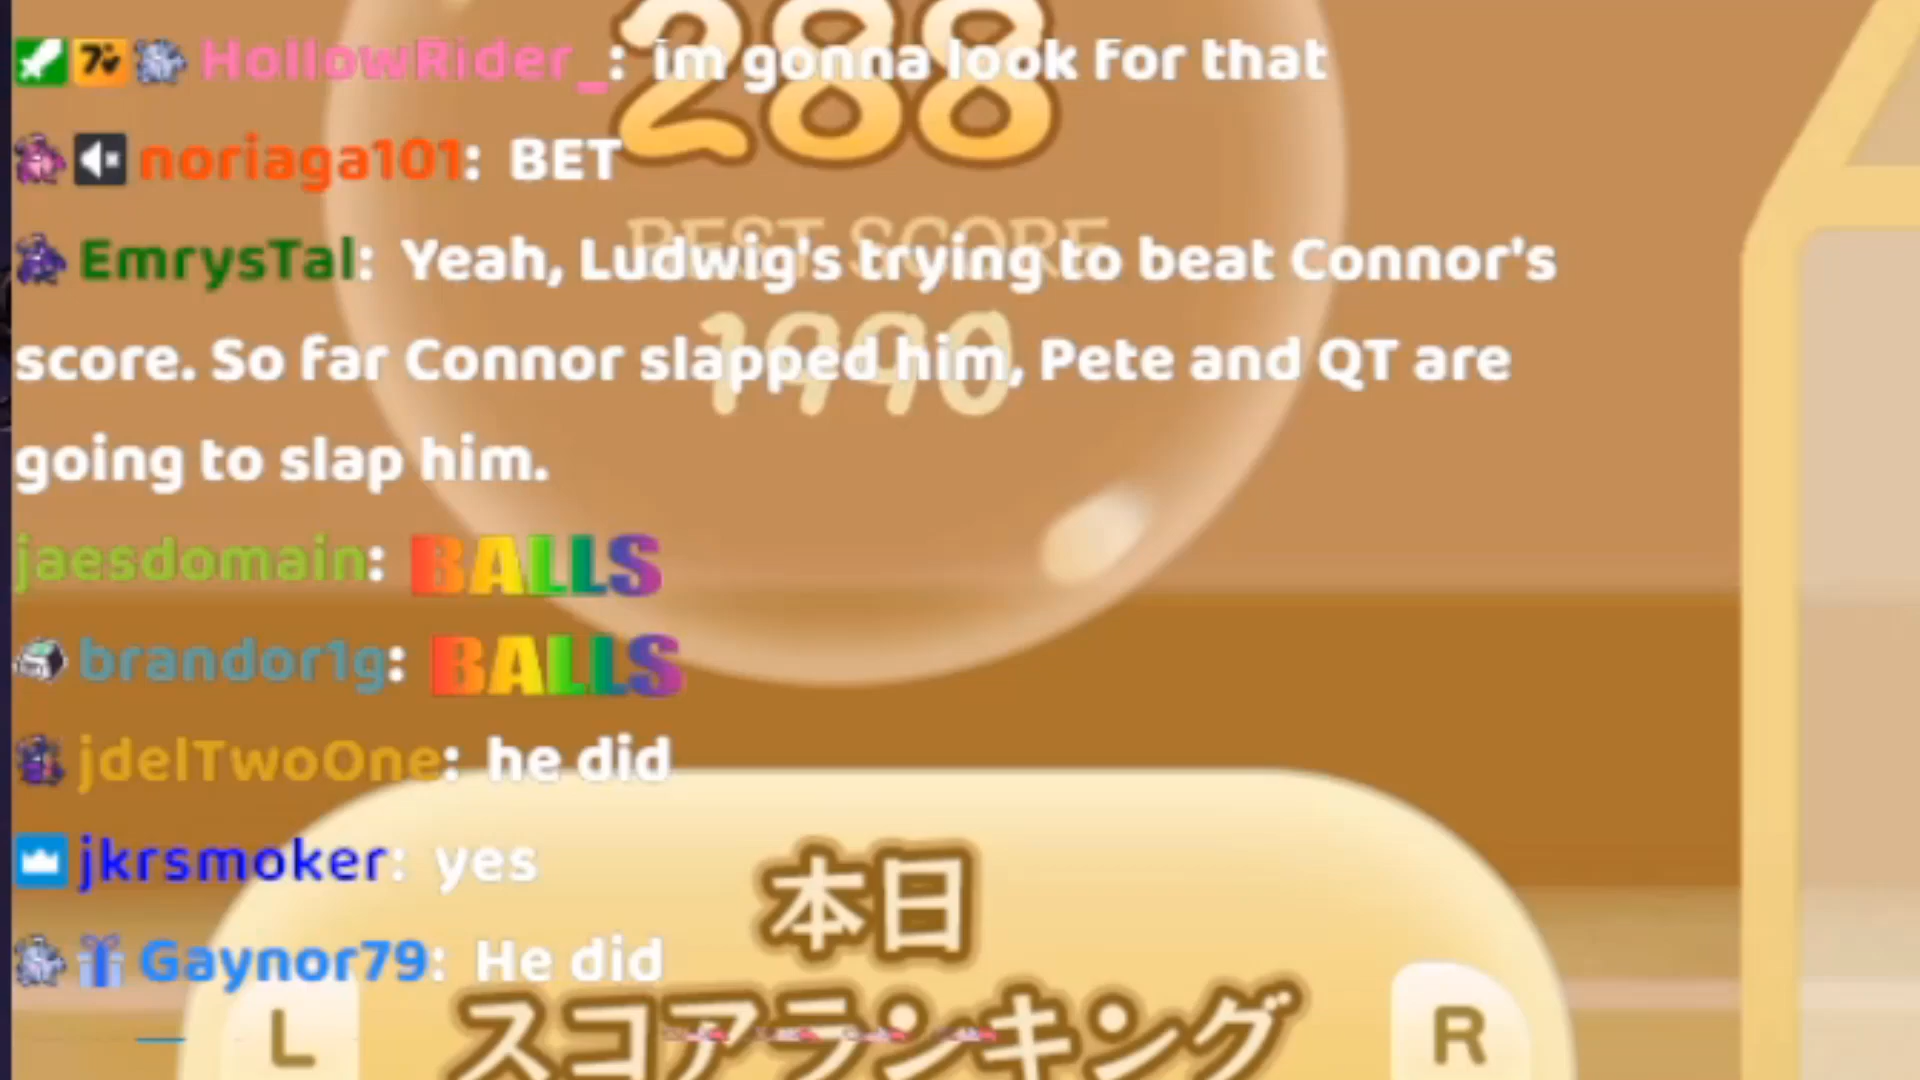 288
HollowRider_: im gonna look for that
noriaga101: BET
BEST SCORE
EmrysTal: Yeah, Ludwig's trying to beat Connor's
score. So far Connor slapped him, Pete and QT are
1990
going to slap him.
jaesdomain: BALLS
brandor1g: BALLS
jdelTwoOne: he did
jkrsmoker: yes
本日
Gaynor79: He did
L スコアランキング R